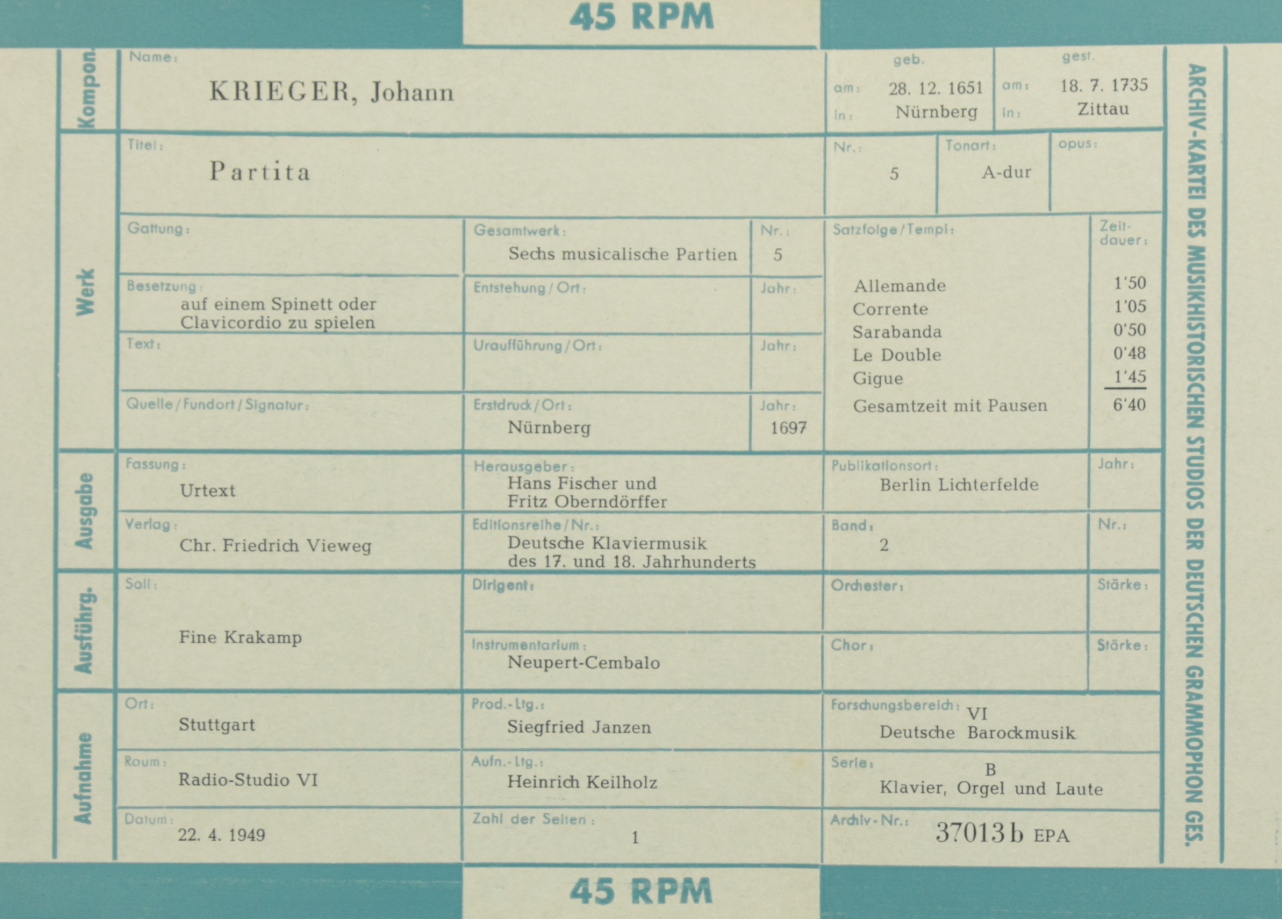 45 RPM
Kompon.
Name:
KRIEGER, Johann
geb.
am: 28. 12. 1651
in: Nürnberg
gest.
am: 18. 7. 1735
in: Zittau
Werk
Titel:
Partita
Nr.:
5
Tonart:
A-dur
opus:
Gattung:
Gesamtwerk:
Sechs musicalische Partien
Nr.:
5
Satzfolge/Tempi:
Zeit-
dauer:
Allemande 1'50
Corrente 1'05
Sarabanda 0'50
Le Double 0'48
Gigue 1'45
Gesamtzeit mit Pausen 6'40
Besetzung:
auf einem Spinett oder
Clavicordio zu spielen
Entstehung/Ort:
Jahr:
Text:
Uraufführung/Ort:
Jahr:
Quelle/Fundort/Signatur:
Erstdruck/Ort:
Nürnberg
Jahr:
1697
Ausgabe
Fassung:
Urtext
Herausgeber:
Hans Fischer und
Fritz Oberndörffer
Publikationsort:
Berlin Lichterfelde
Jahr:
Verlag:
Chr. Friedrich Vieweg
Editionsreihe/Nr.:
Deutsche Klaviermusik
des 17. und 18. Jahrhunderts
Band:
2
Nr.:
Ausführg.
Soli:
Fine Krakamp
Dirigent:
Orchester:
Stärke:
Instrumentarium:
Neupert-Cembalo
Chor:
Stärke:
Aufnahme
Ort:
Stuttgart
Prod.-Ltg.:
Siegfried Janzen
Forschungsbereich:
VI
Deutsche Barockmusik
Raum:
Radio-Studio VI
Aufn.-Ltg.:
Heinrich Keilholz
Serie:
B
Klavier, Orgel und Laute
Datum:
22. 4. 1949
Zahl der Seiten:
1
Archiv-Nr.:
37013 b EPA
ARCHIV-KARTEI DES MUSIKHISTORISCHEN STUDIOS DER DEUTSCHEN GRAMMOPHON GES.
45 RPM